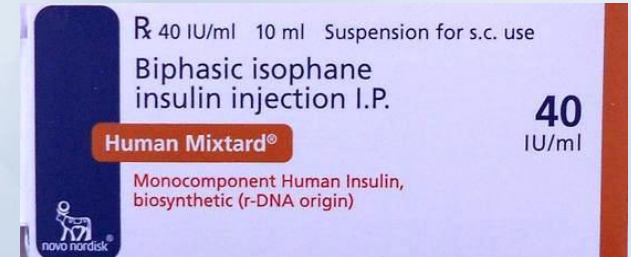 Rx 40 IU/ml 10 ml Suspension for s.c. use
Biphasic isophane
insulin injection I.P.
40
IU/ml
Human Mixtard®
Monocomponent Human Insulin,
biosynthetic (r-DNA origin)
novo nordisk®